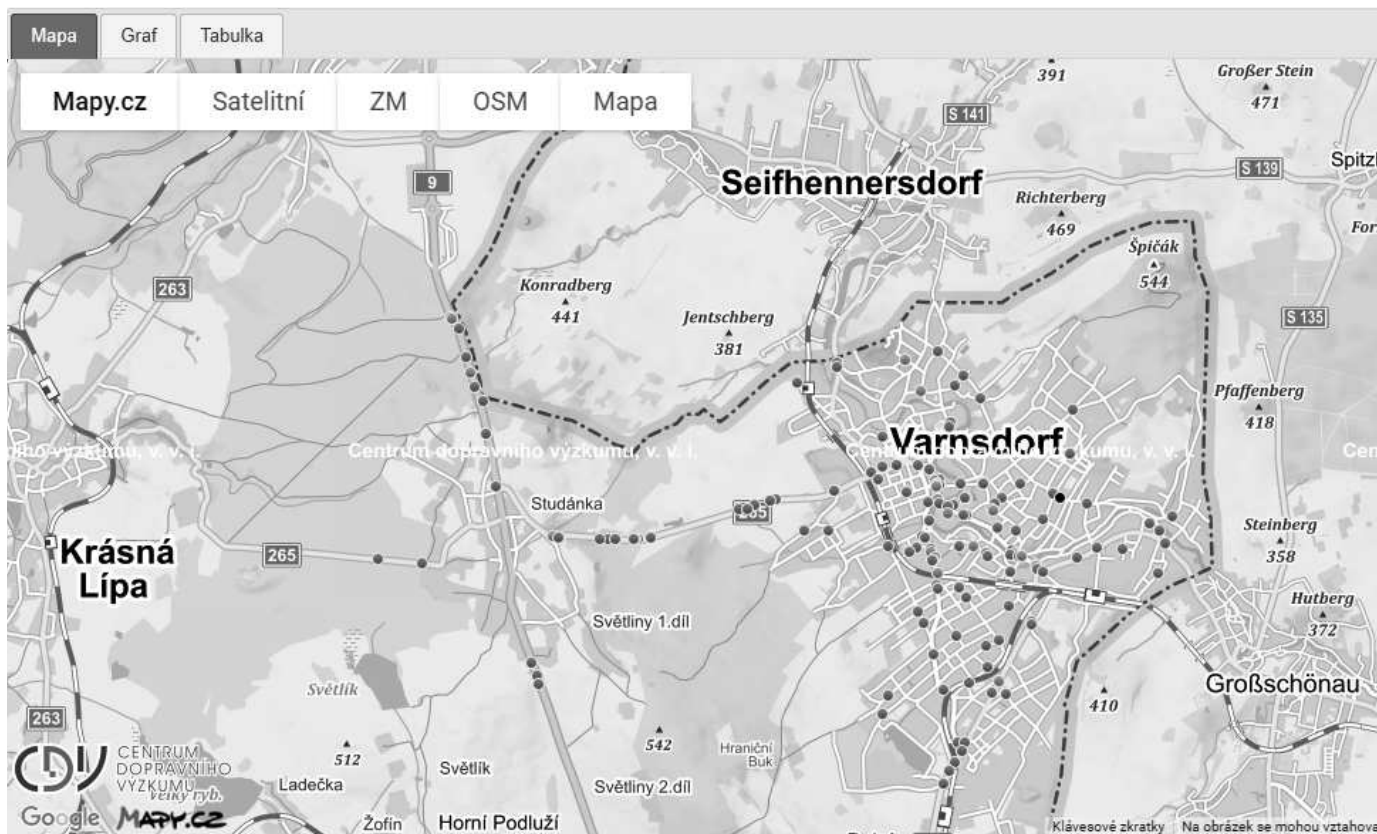 Mapa Graf Tabulka
Mapy.cz Satelitní ZM OSM Mapa
391
Großer Stein
471
S 141
9
Seifhennersdorf
S 139
Richterberg
469
Špičák
544
263
Konradberg
441
Jentschberg
381
S 135
Pfaffenberg
418
Varnsdorf
Centrum dopravního výzkumu, v. v. i.
Studánka
265
Steinberg
358
Krásná
Lípa
265
Hutberg
372
Světliny 1.díl
Světlík
Großschönau
410
263
542
512
Hraniční
Buk
CDV
CENTRUM
DOPRAVNÍHO
VÝZKUMU
Velký ryb.
Ladečka
Světlík
Světliny 2.díl
Google Mapy.cz
Žofín
Horní Podluží
Klávesové zkratky
Na obrázek se mohou vztahova